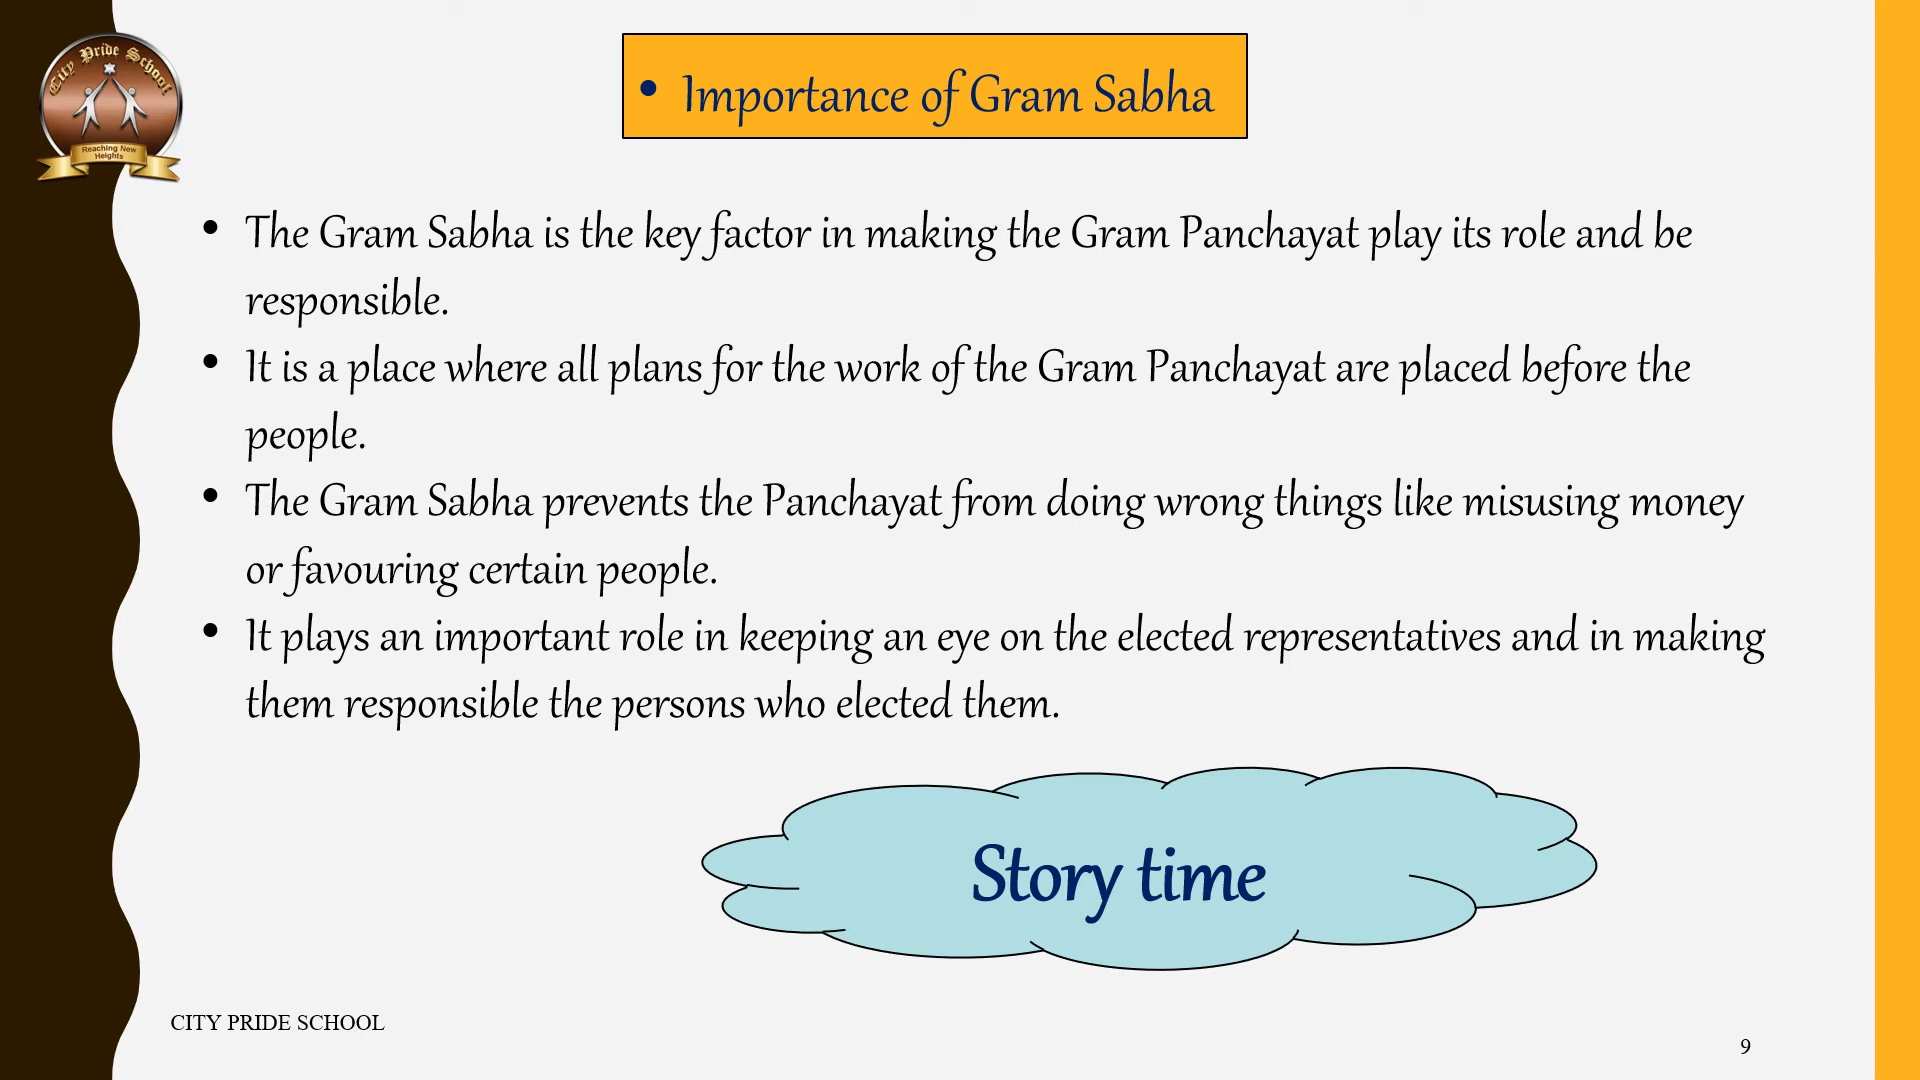 City Pride School
Reaching New
Heights
• Importance of Gram Sabha
• The Gram Sabha is the key factor in making the Gram Panchayat play its role and be
responsible.
• It is a place where all plans for the work of the Gram Panchayat are placed before the
people.
• The Gram Sabha prevents the Panchayat from doing wrong things like misusing money
or favouring certain people.
• It plays an important role in keeping an eye on the elected representatives and in making
them responsible the persons who elected them.
Story time
CITY PRIDE SCHOOL
9